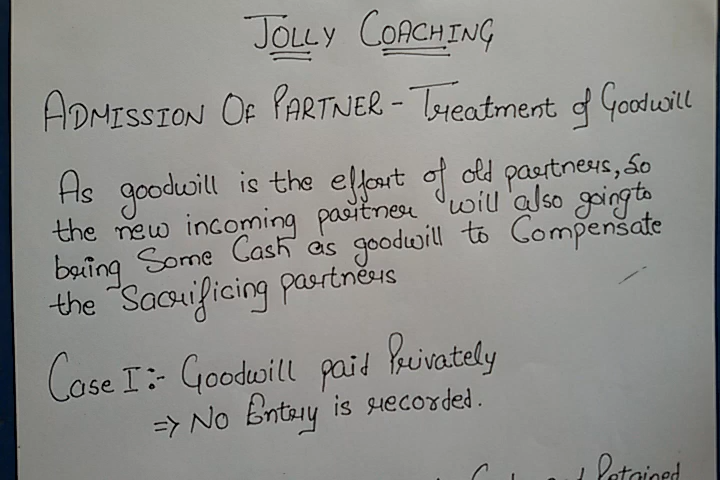 JOLLY COACHING
ADMISSION OF PARTNER - Treatment of Goodwill
As goodwill is the effort of old partners, So
the new incoming partner will also going to
bring Some Cash as goodwill to Compensate
the Sacrificing partners
Case I :- Goodwill paid Privately
=> No Entry is recorded.
Retained